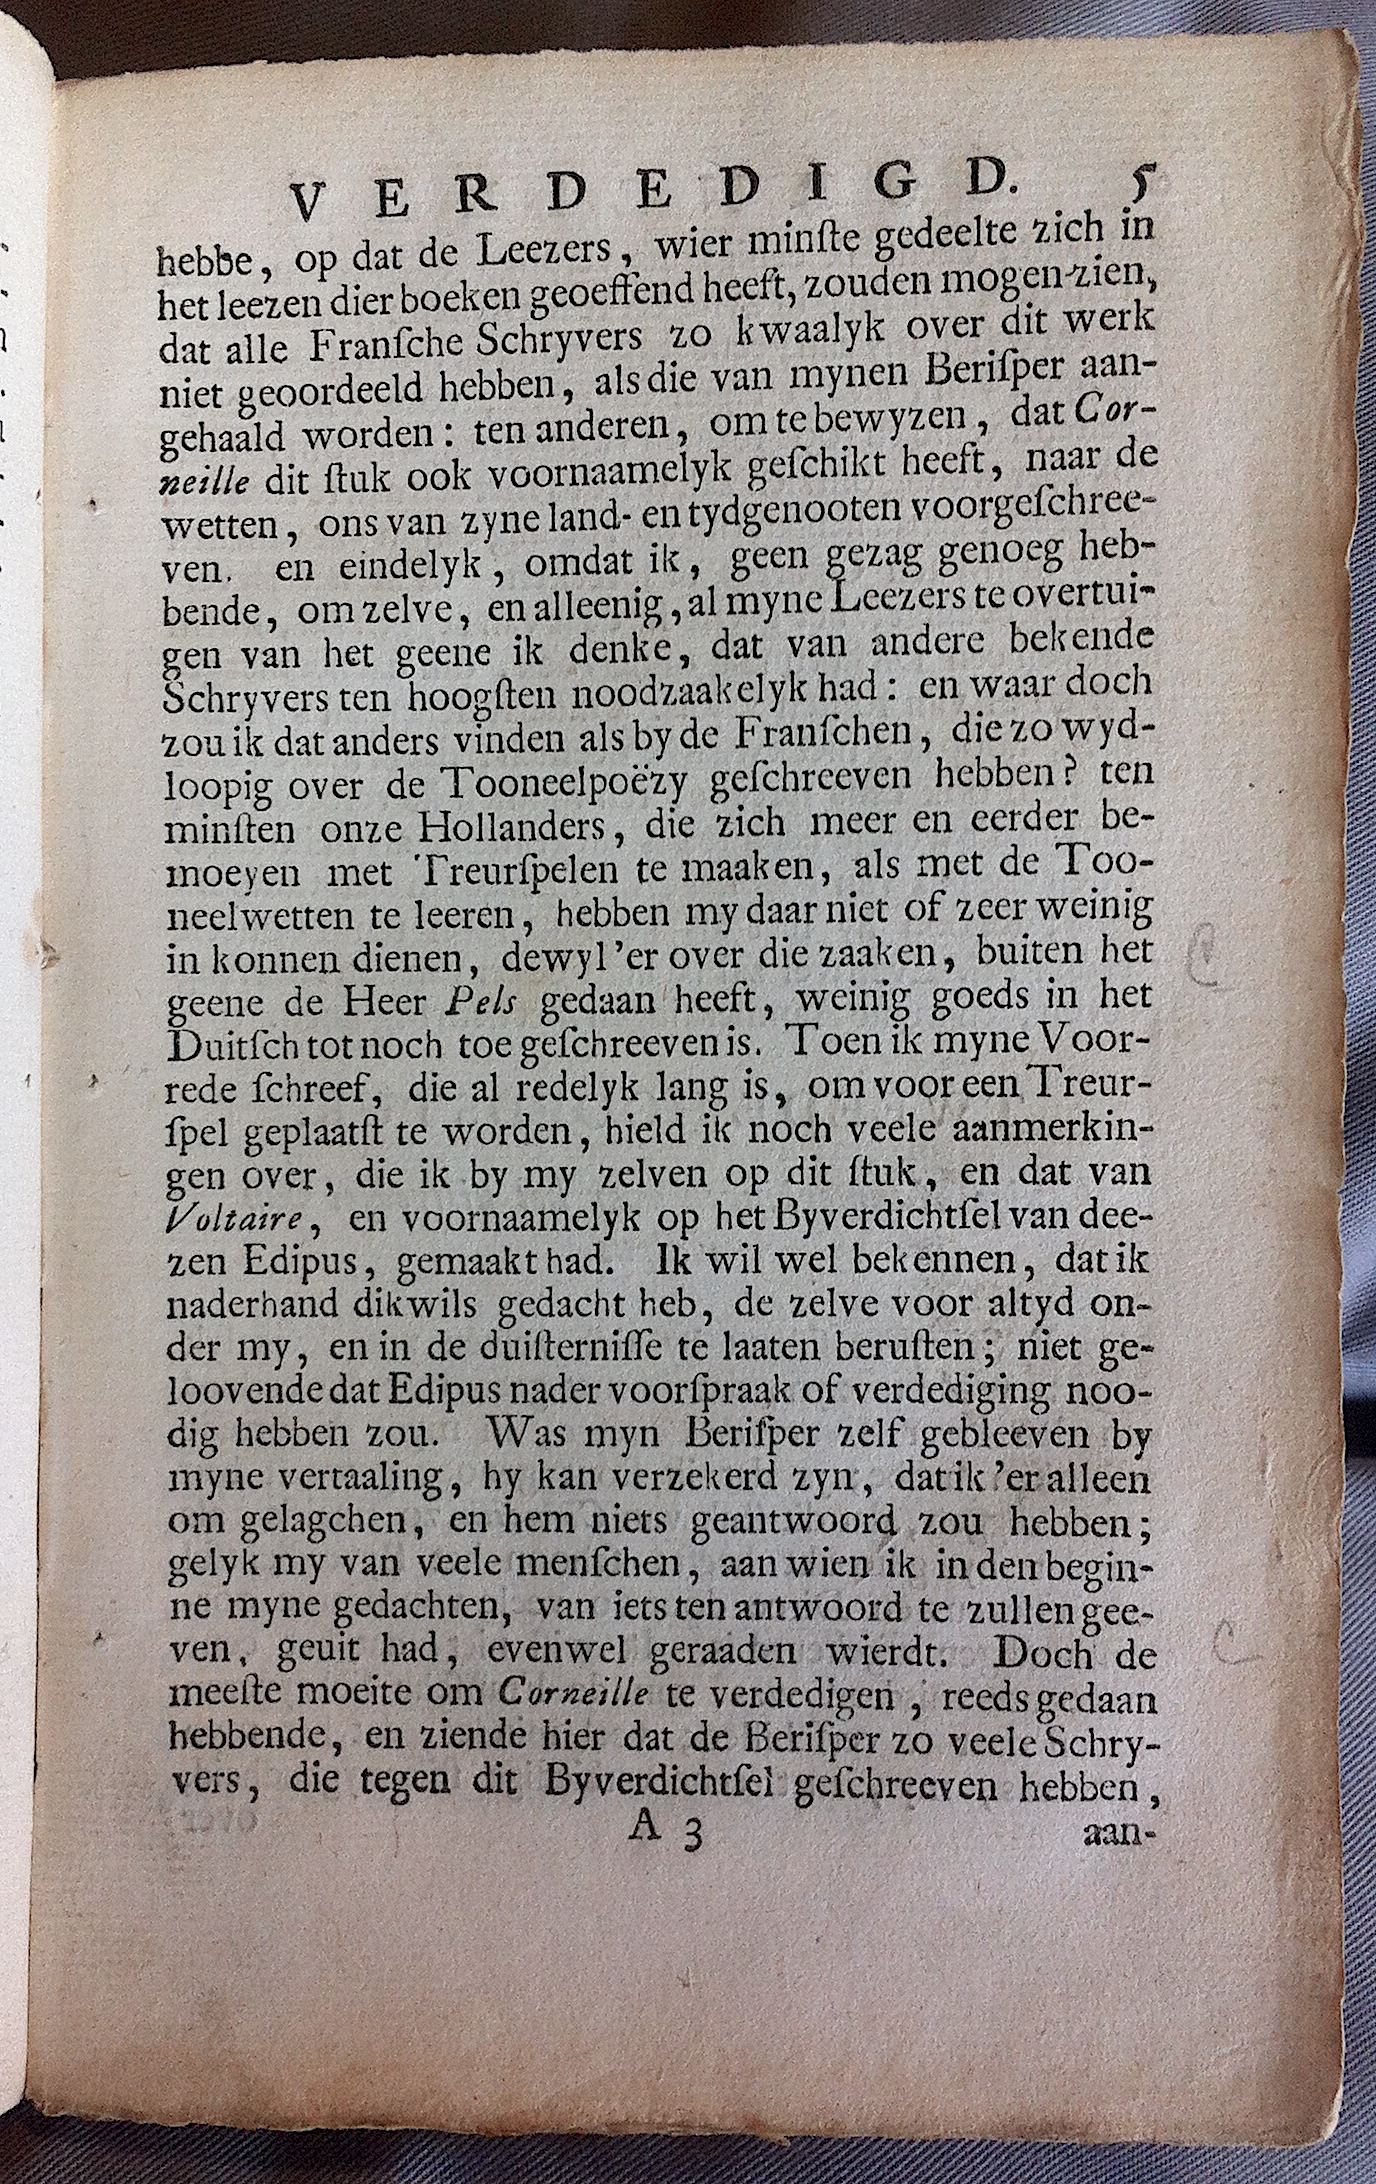 VERDEDIGD. 5
hebbe, op dat de Leezers, wier minſte gedeelte zich in
het leezen dier boeken geoeffend heeft, zouden mogen zien,
dat alle Franſche Schryvers zo kwaalyk over dit werk
niet geoordeeld hebben, als die van mynen Beriſper aan-
gehaald worden: ten anderen, om te bewyzen, dat Cor-
neille dit ſtuk ook voornaamelyk geſchikt heeft, naar de
wetten, ons van zyne land- en tydgenooten voorgeſchree-
ven. en eindelyk, omdat ik, geen gezag genoeg heb-
bende, om zelve, en alleenig, al myne Leezers te overtui-
gen van het geene ik denke, dat van andere bekende
Schryvers ten hoogſten noodzaakelyk had: en waar doch
zou ik dat anders vinden als by de Franſchen, die zo wyd-
loopig over de Tooneelpoëzy geſchreeven hebben? ten
minſten onze Hollanders, die zich meer en eerder be-
moeyen met Treurſpelen te maaken, als met de Too-
neelwetten te leeren, hebben my daar niet of zeer weinig
in konnen dienen, dewyl 'er over die zaaken, buiten het
geene de Heer Pels gedaan heeft, weinig goeds in het
Duitſch tot noch toe geſchreeven is. Toen ik myne Voor-
rede ſchreef, die al redelyk lang is, om voor een Treur-
ſpel geplaatſt te worden, hield ik noch veele aanmerkin-
gen over, die ik by my zelven op dit ſtuk, en dat van
Voltaire, en voornaamelyk op het Byverdichtſel van dee-
zen Edipus, gemaakt had. Ik wil wel bekennen, dat ik
naderhand dikwils gedacht heb, de zelve voor altyd on-
der my, en in de duiſterniſſe te laaten beruſten; niet ge-
loovende dat Edipus nader voorſpraak of verdediging noo-
dig hebben zou. Was myn Beriſper zelf gebleeven by
myne vertaaling, hy kan verzekerd zyn, dat ik 'er alleen
om gelagchen, en hem niets geantwoord zou hebben;
gelyk my van veele menſchen, aan wien ik in den begin-
ne myne gedachten, van iets ten antwoord te zullen gee-
ven, geuit had, evenwel geraaden wierdt. Doch de
meeſte moeite om Corneille te verdedigen, reeds gedaan
hebbende, en ziende hier dat de Beriſper zo veele Schry-
vers, die tegen dit Byverdichtſel geſchreeven hebben,
A 3 aan-